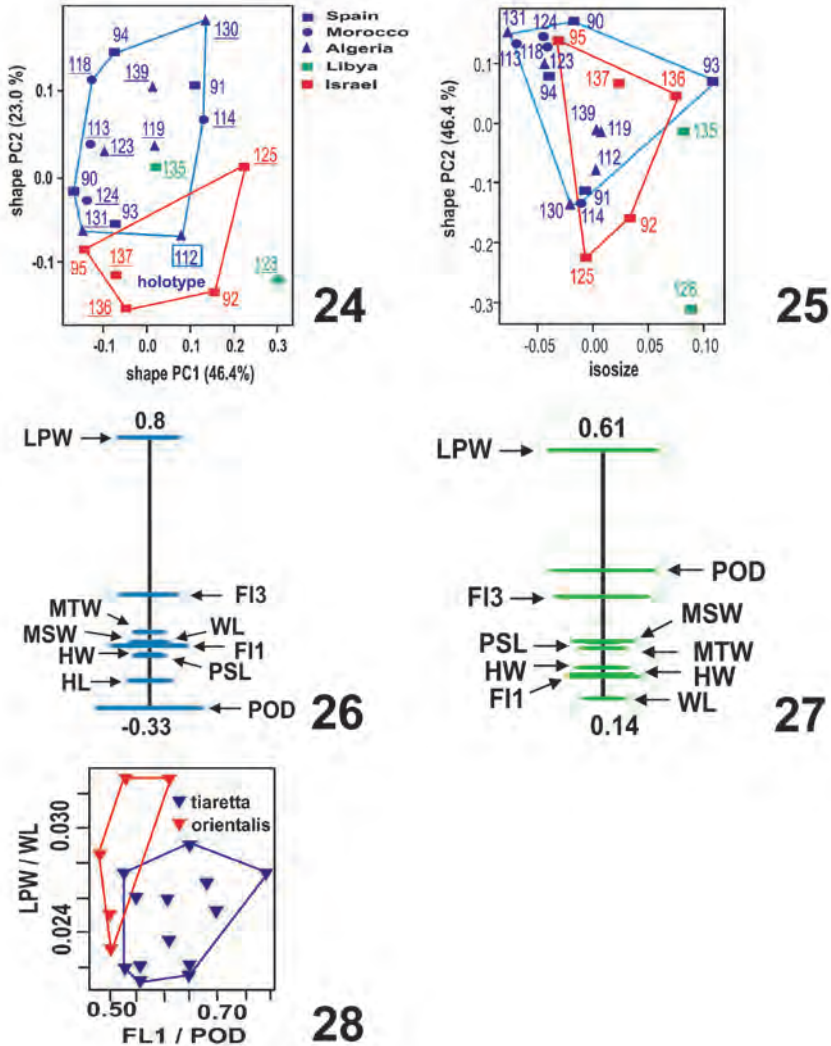 Spain
Morocco
Algeria
Libya
Israel
shape PC2 (23.0 %)
0.1
0.0
-0.1
94
130
118
139
91
114
113
123
119
135
125
90
124
131
93
112
95
137
holotype
123
136
92
-0.1
0.0
0.1
0.2
0.3
shape PC1 (46.4%)
24
shape PC2 (46.4 %)
0.1
0.0
-0.1
-0.2
-0.3
131
124
90
95
113
118
123
94
137
136
93
139
119
135
112
91
130
114
92
125
126
-0.05
0.00
0.05
0.10
isosize
25
0.8
LPW
FI3
MTW
MSW
WL
FI1
HW
PSL
HL
POD
-0.33
26
0.61
LPW
POD
FI3
MSW
PSL
MTW
HW
HW
FI1
WL
0.14
27
LPW / WL
0.030
0.024
tiaretta
orientalis
0.50
0.70
FL1 / POD
28